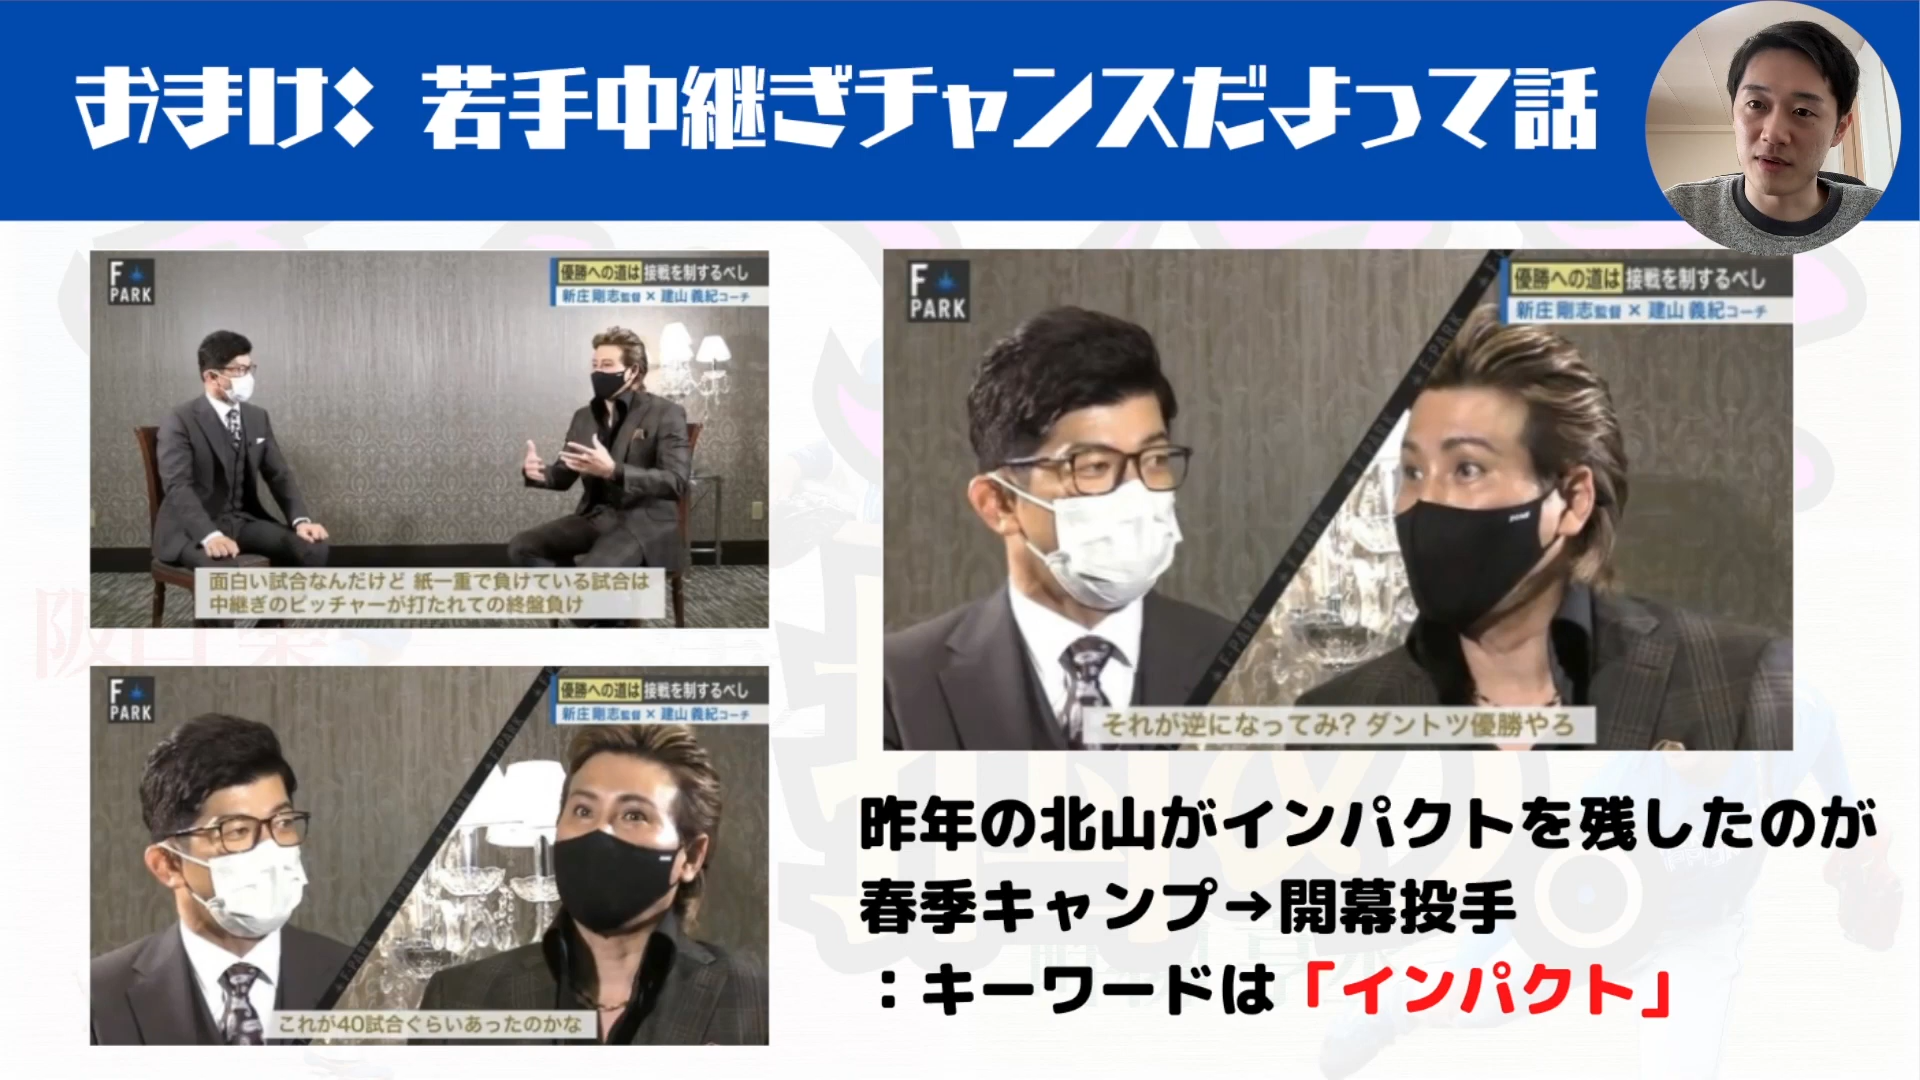 おまけ: 若手中継ぎチャンスだよって話
F PARK
優勝への道は 接戦を制するべし
新庄剛志監督 × 建山義紀コーチ
面白い試合なんだけど 紙一重で負けている試合は
中継ぎのピッチャーが打たれての終盤負け
F PARK
優勝への道は 接戦を制するべし
新庄剛志監督 × 建山義紀コーチ
これが40試合ぐらいあったのかな
F PARK
優勝への道は 接戦を制するべし
新庄剛志監督 × 建山義紀コーチ
それが逆になってみ? ダントツ優勝やろ
昨年の北山がインパクトを残したのが
春季キャンプ→開幕投手
：キーワードは「インパクト」